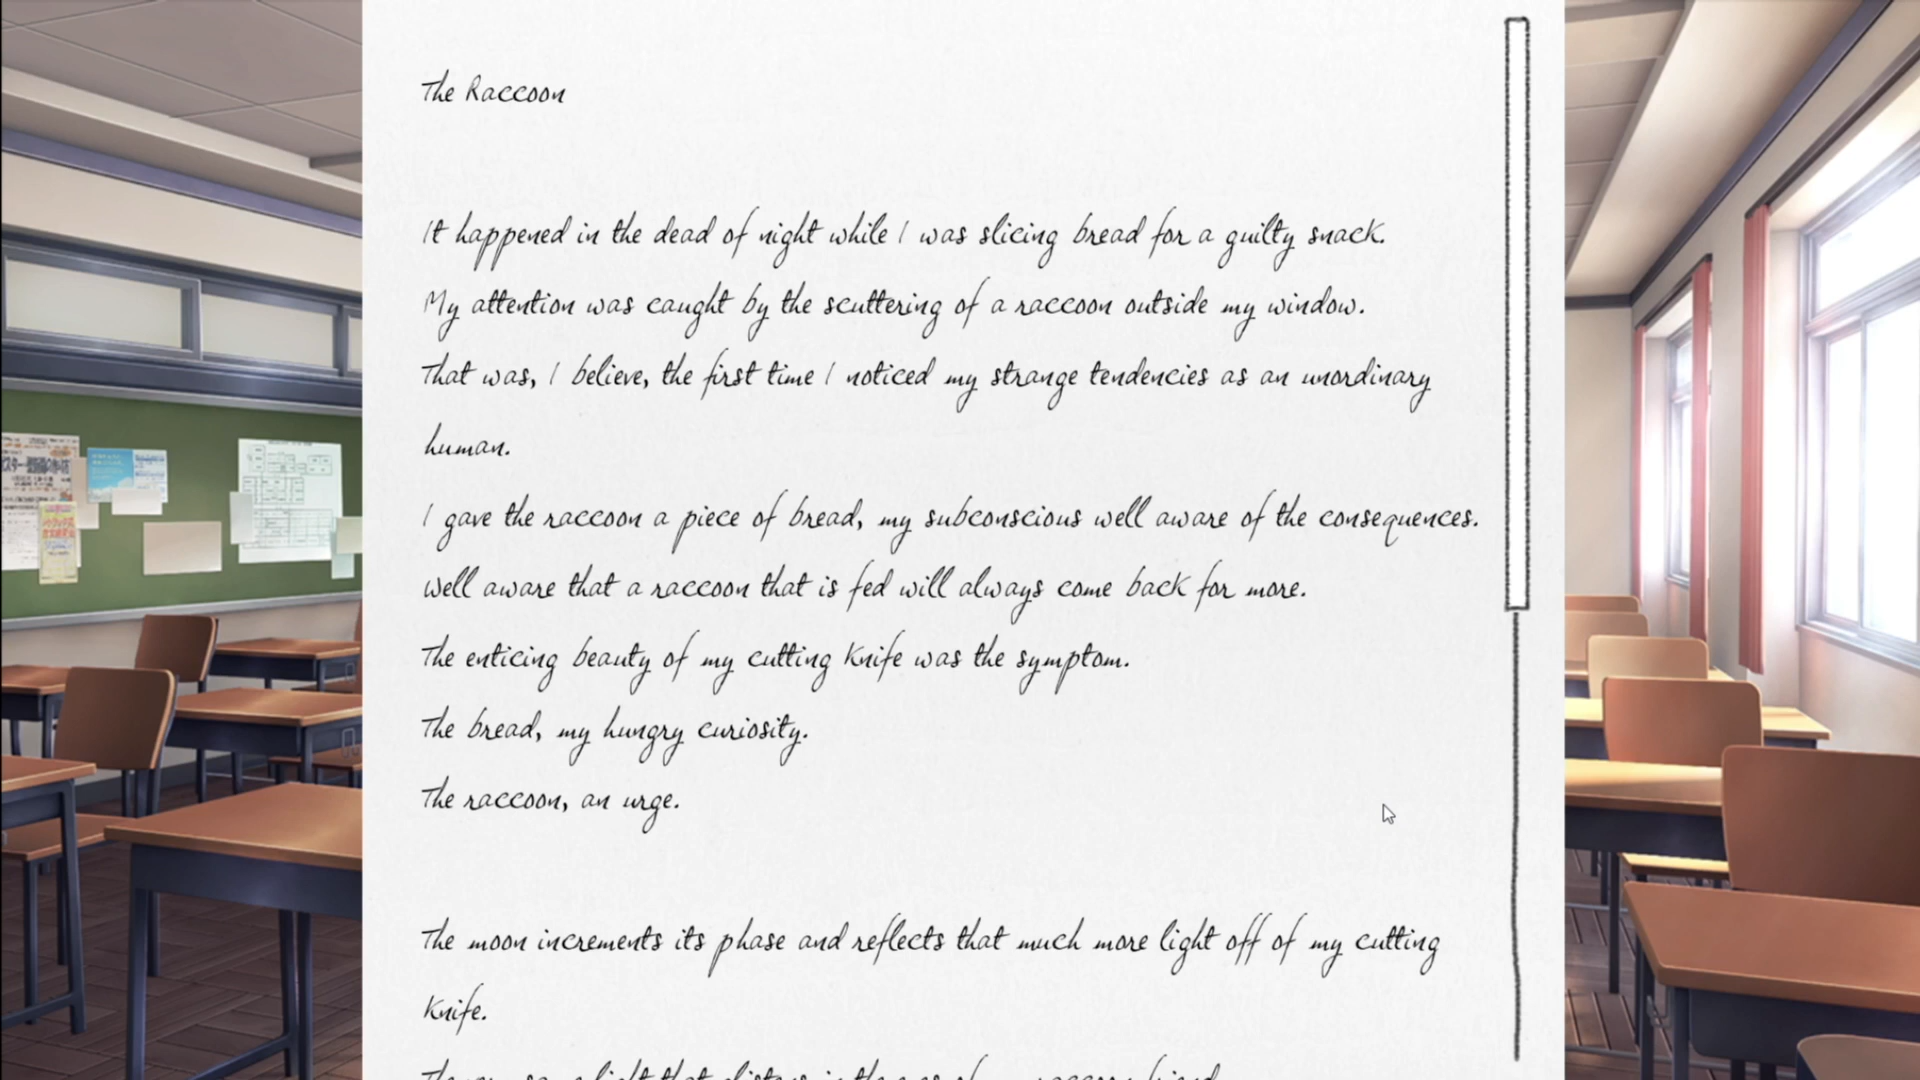 The Raccoon
It happened in the dead of night while I was slicing bread for a guilty snack.
My attention was caught by the scuttering of a raccoon outside my window.
That was, I believe, the first time I noticed my strange tendencies as an unordinary
human.
I gave the raccoon a piece of bread, my subconscious well aware of the consequences.
Well aware that a raccoon that is fed will always come back for more.
The enticing beauty of my cutting knife was the symptom.
The bread, my hungry curiosity.
The raccoon, an urge.
The moon increments its phase and reflects that much more light off of my cutting
knife.